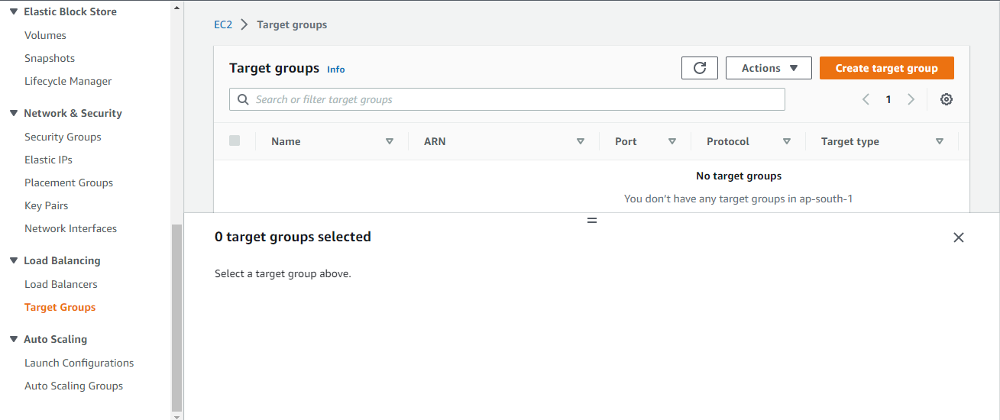 Elastic Block Store
Volumes
Snapshots
Lifecycle Manager
Network & Security
Security Groups
Elastic IPs
Placement Groups
Key Pairs
Network Interfaces
Load Balancing
Load Balancers
Target Groups
Auto Scaling
Launch Configurations
Auto Scaling Groups
EC2 Target groups
Target groups Info Actions Create target group
Search or filter target groups 1
Name ARN Port Protocol Target type
No target groups
You don't have any target groups in ap-south-1
0 target groups selected
Select a target group above.